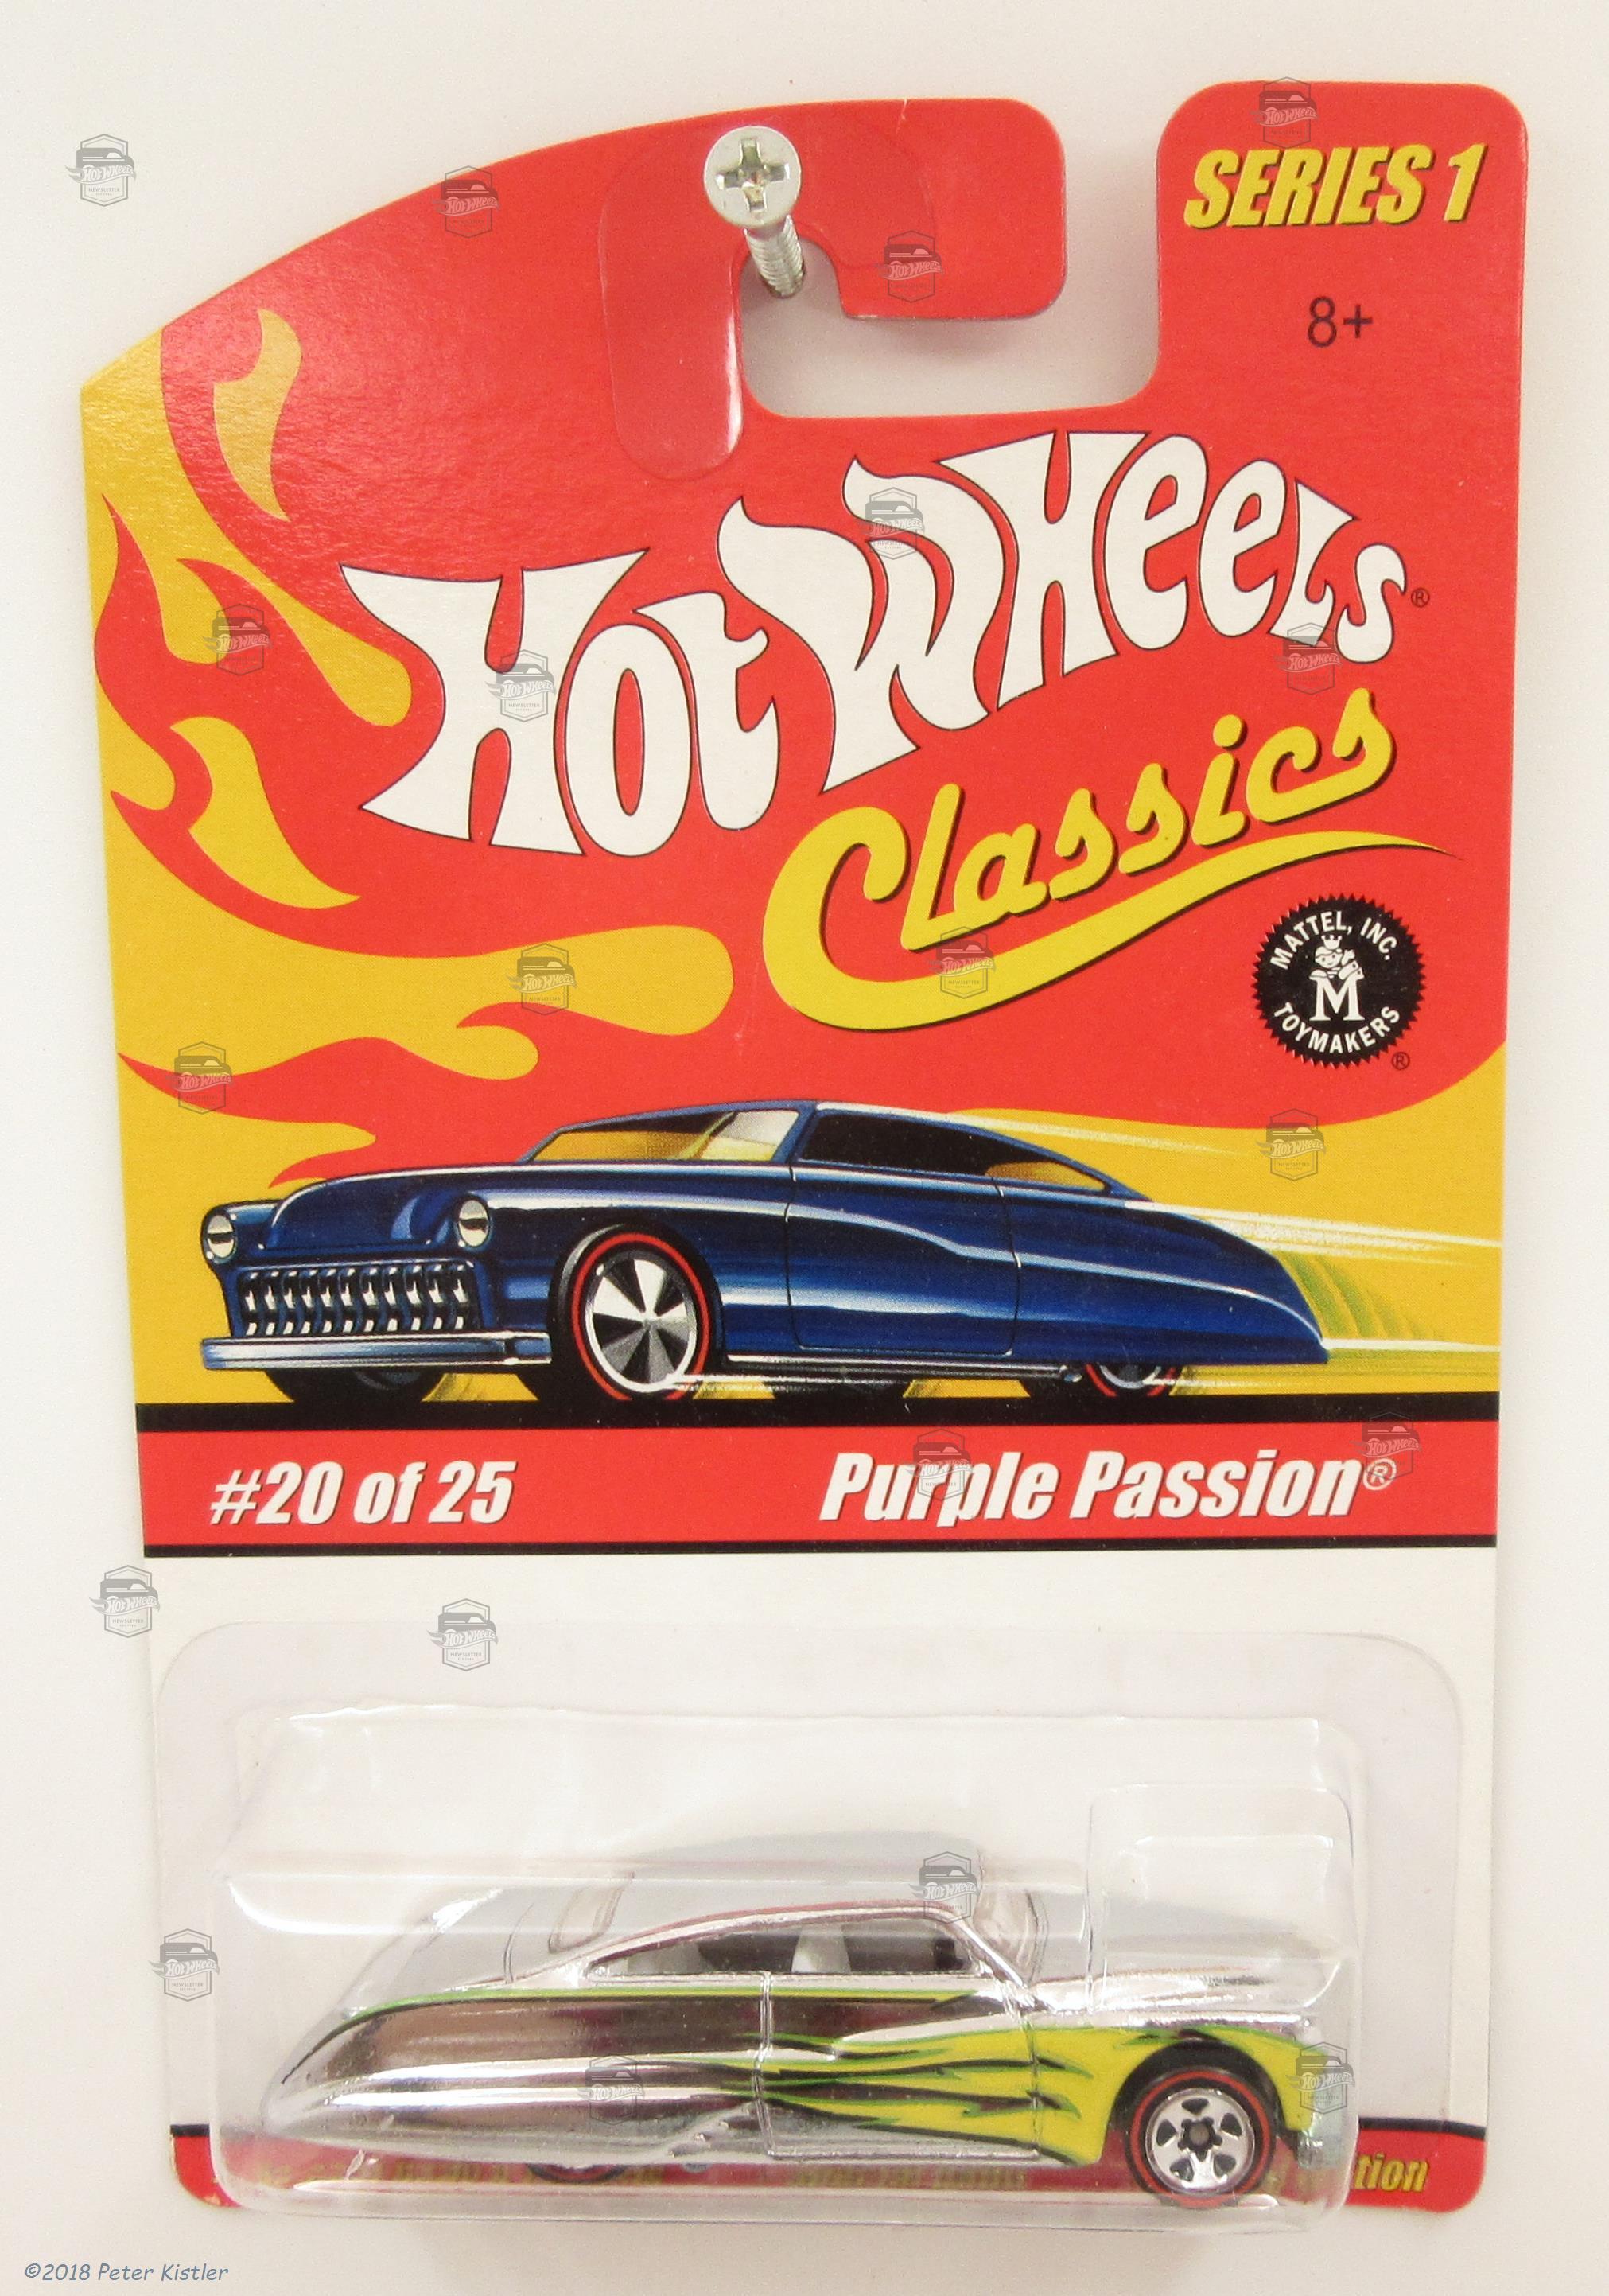 SERIES 1
8+
Hot Wheels®
Classics
MATTEL, INC.
M
TOYMAKERS
®
#20 of 25
Purple Passion®
©2018 Peter Kistler